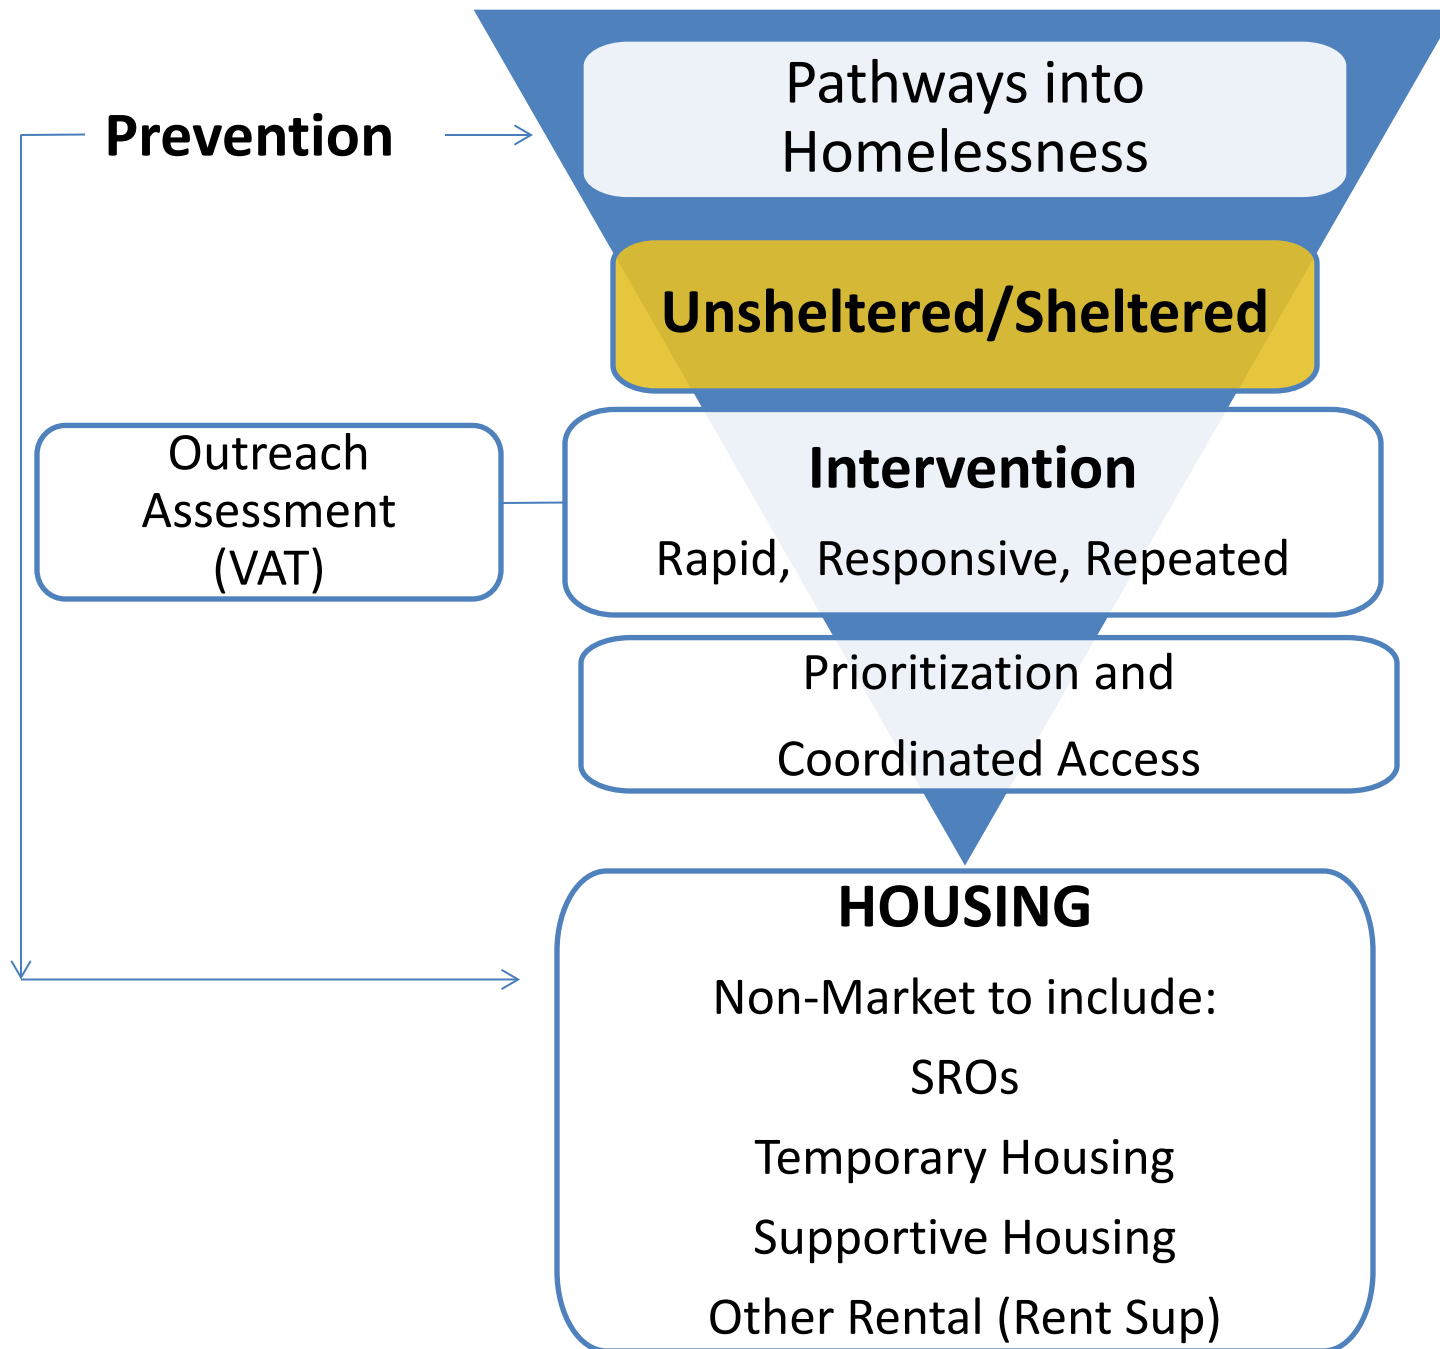 Pathways into
Homelessness
Prevention
Unsheltered/Sheltered
Outreach
Assessment
(VAT)
Intervention
Rapid,  Responsive, Repeated
Prioritization and
Coordinated Access
HOUSING
Non-Market to include:
SROs
Temporary Housing
Supportive Housing
Other Rental (Rent Sup)